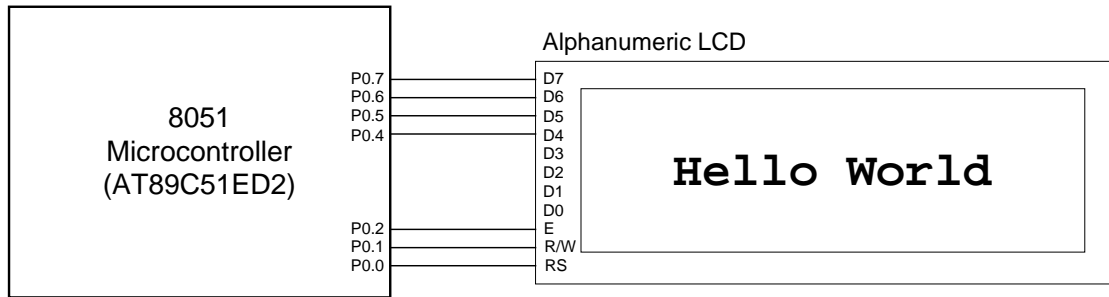 Alphanumeric LCD
8051
Microcontroller
(AT89C51ED2)
P0.7
P0.6
P0.5
P0.4
P0.2
P0.1
P0.0
D7
D6
D5
D4
D3
D2
D1
D0
E
R/W
RS
Hello World